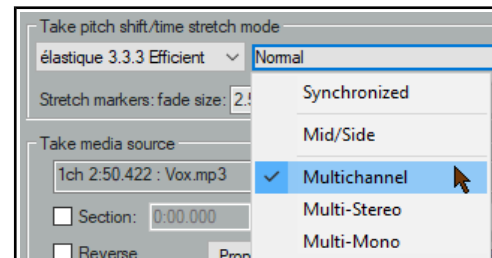 Take pitch shift/time stretch mode
élastique 3.3.3 Efficient Normal
Synchronized
Stretch markers: fade size: 2.
Mid/Side
Take media source
1ch 2:50.422 : Vox.mp3 Multichannel
Section: 0:00.000 Multi-Stereo
Reverse Multi-Mono